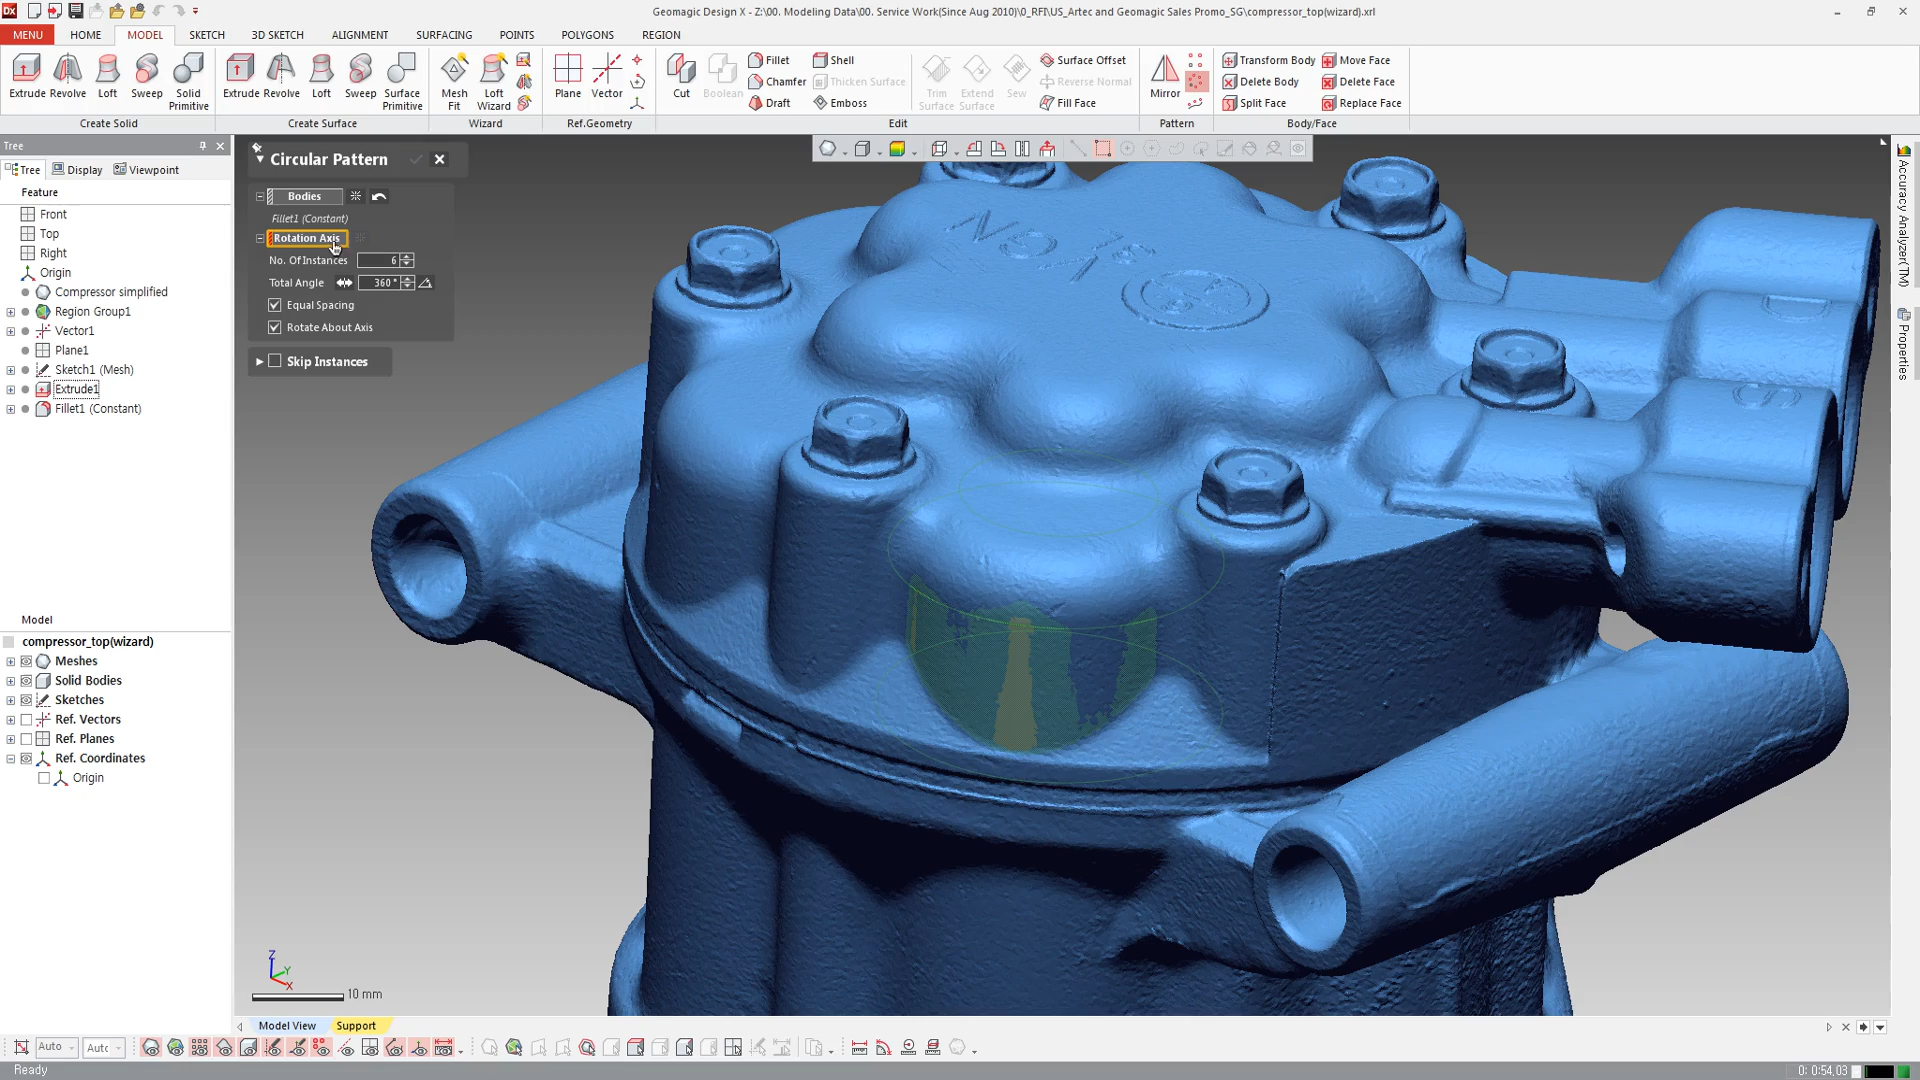 Geomagic Design X - Z:\00. Modeling Data\00. Service Work(Since Aug 2010)\0_RFI\US_Artec and Geomagic Sales Promo_SG\compressor_top(wizard).xrl
MENU HOME MODEL SKETCH 3D SKETCH ALIGNMENT SURFACING POINTS POLYGONS REGION
Extrude Revolve Loft Sweep Solid Primitive
Create Solid
Extrude Revolve Loft Sweep Surface Primitive
Create Surface
Mesh Fit Loft Wizard
Wizard
Plane Vector
Ref.Geometry
Cut Boolean
Fillet Shell
Chamfer Thicken Surface
Draft Emboss
Trim Surface Extend Surface Sew
Surface Offset
Reverse Normal
Fill Face
Edit
Mirror
Pattern
Transform Body Move Face
Delete Body Delete Face
Split Face Replace Face
Body/Face
Tree
Tree Display Viewpoint
Feature
Front
Top
Right
Origin
Compressor simplified
Region Group1
Vector1
Plane1
Sketch1 (Mesh)
Extrude1
Fillet1 (Constant)
Model
compressor_top(wizard)
Meshes
Solid Bodies
Sketches
Ref. Vectors
Ref. Planes
Ref. Coordinates
Origin
Circular Pattern
Bodies
Fillet1 (Constant)
Rotation Axis
No. Of Instances 6
Total Angle 360°
Equal Spacing
Rotate About Axis
Skip Instances
Z
Y
X
10 mm
Accuracy Analyzer(TM)
Properties
Model View Support
Auto Autc
Ready
0: 0:54,03